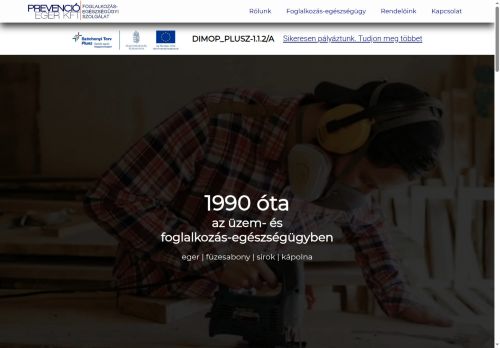 PREVENCIÓ
EGER KFT
FOGLALKOZÁS-
EGÉSZSÉGÜGYI
SZOLGÁLAT
Rólunk
Foglalkozás-egészségügy
Rendelőink
Kapcsolat
Széchenyi Terv
Plusz
DIMOP_PLUSZ-1.1.2/A
Sikeresen pályáztunk. Tudjon meg többet
1990 óta
az üzem- és
foglalkozás-egészségügyben
eger | füzesabony | sirok | kápolna